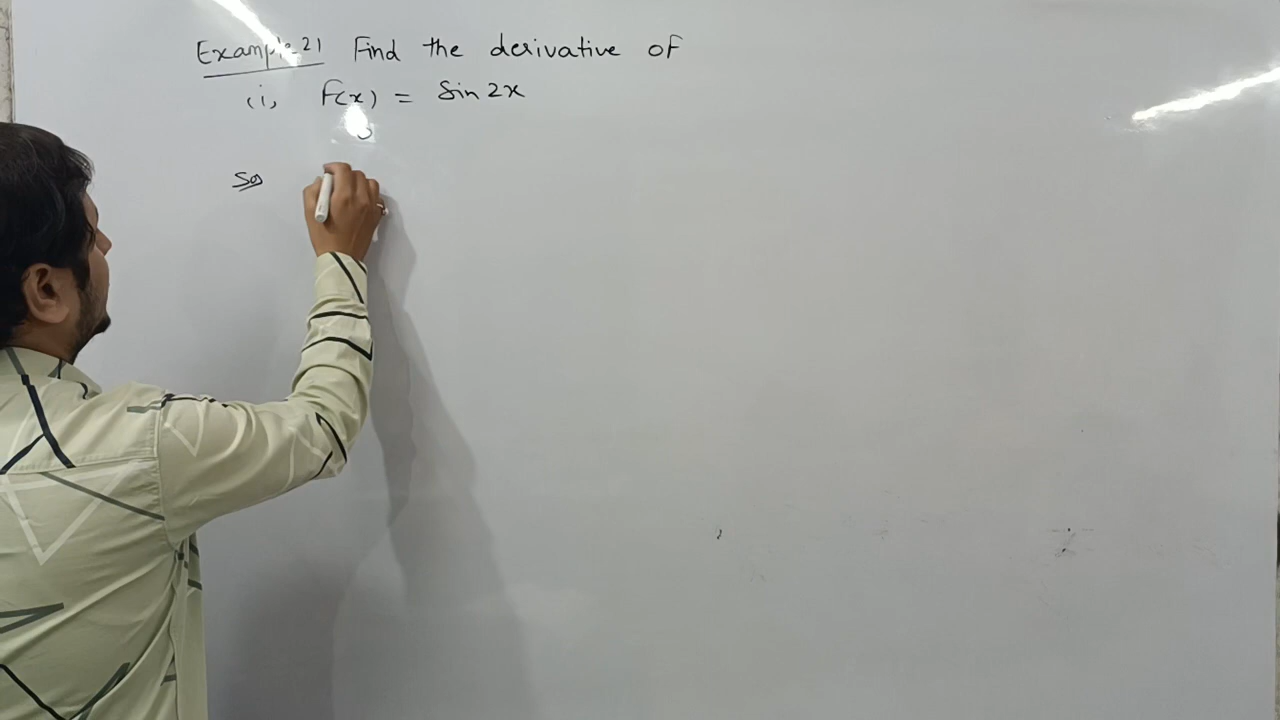 Example-21 Find the derivative of
(i) f(x) = Sin 2x
So